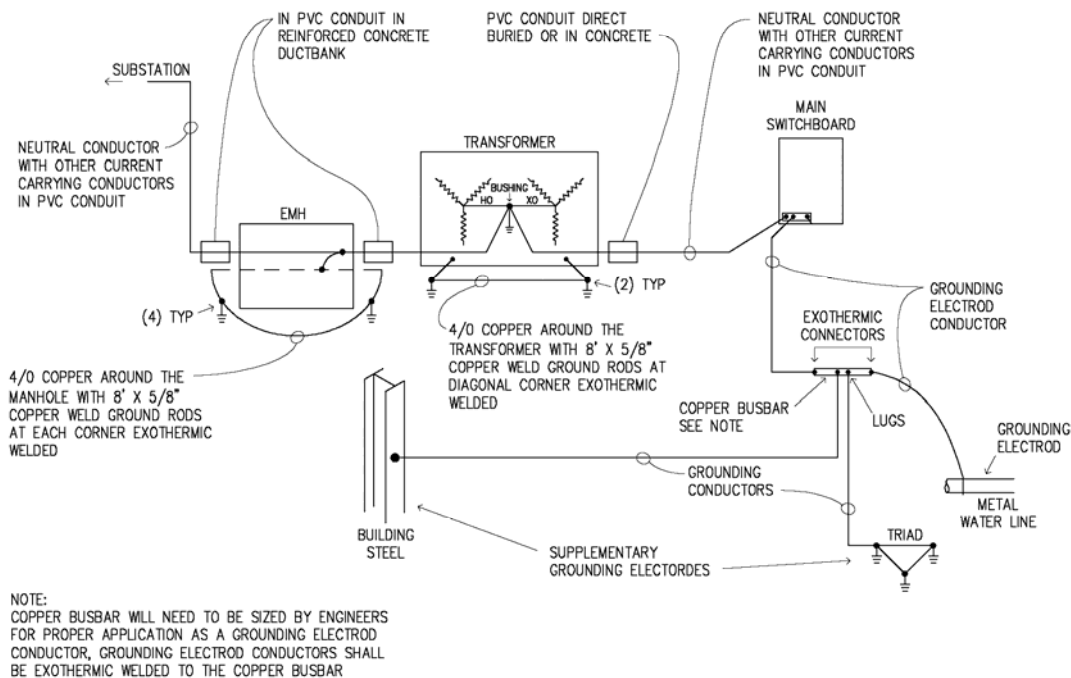 IN PVC CONDUIT IN
REINFORCED CONCRETE
DUCTBANK
PVC CONDUIT DIRECT
BURIED OR IN CONCRETE
NEUTRAL CONDUCTOR
WITH OTHER CURRENT
CARRYING CONDUCTORS
IN PVC CONDUIT
SUBSTATION
MAIN
SWITCHBOARD
NEUTRAL CONDUCTOR
WITH OTHER CURRENT
CARRYING CONDUCTORS
IN PVC CONDUIT
TRANSFORMER
BUSHING
HO
XO
EMH
(4) TYP
(2) TYP
GROUNDING
ELECTROD
CONDUCTOR
EXOTHERMIC
CONNECTORS
4/0 COPPER AROUND THE
TRANSFORMER WITH 8' X 5/8"
COPPER WELD GROUND RODS AT
DIAGONAL CORNER EXOTHERMIC
WELDED
4/0 COPPER AROUND THE
MANHOLE WITH 8' X 5/8"
COPPER WELD GROUND RODS
AT EACH CORNER EXOTHERMIC
WELDED
COPPER BUSBAR
SEE NOTE
LUGS
GROUNDING
ELECTROD
GROUNDING
CONDUCTORS
METAL
WATER LINE
BUILDING
STEEL
TRIAD
SUPPLEMENTARY
GROUNDING ELECTORDES
NOTE:
COPPER BUSBAR WILL NEED TO BE SIZED BY ENGINEERS
FOR PROPER APPLICATION AS A GROUNDING ELECTROD
CONDUCTOR, GROUNDING ELECTROD CONDUCTORS SHALL
BE EXOTHERMIC WELDED TO THE COPPER BUSBAR